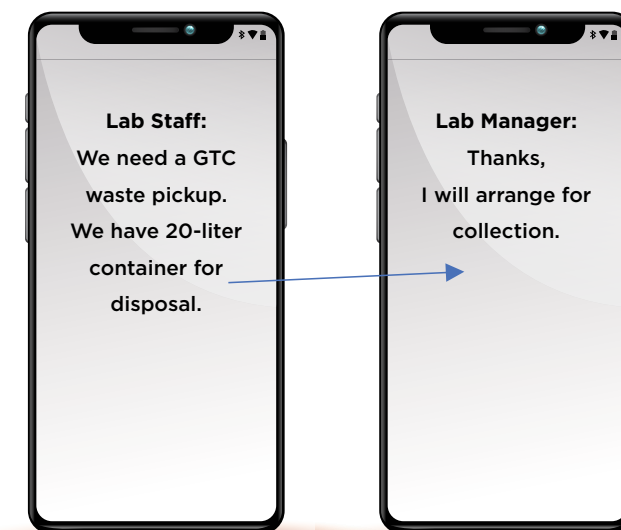 Lab Staff:
We need a GTC
waste pickup.
We have 20-liter
container for
disposal.
Lab Manager:
Thanks,
I will arrange for
collection.